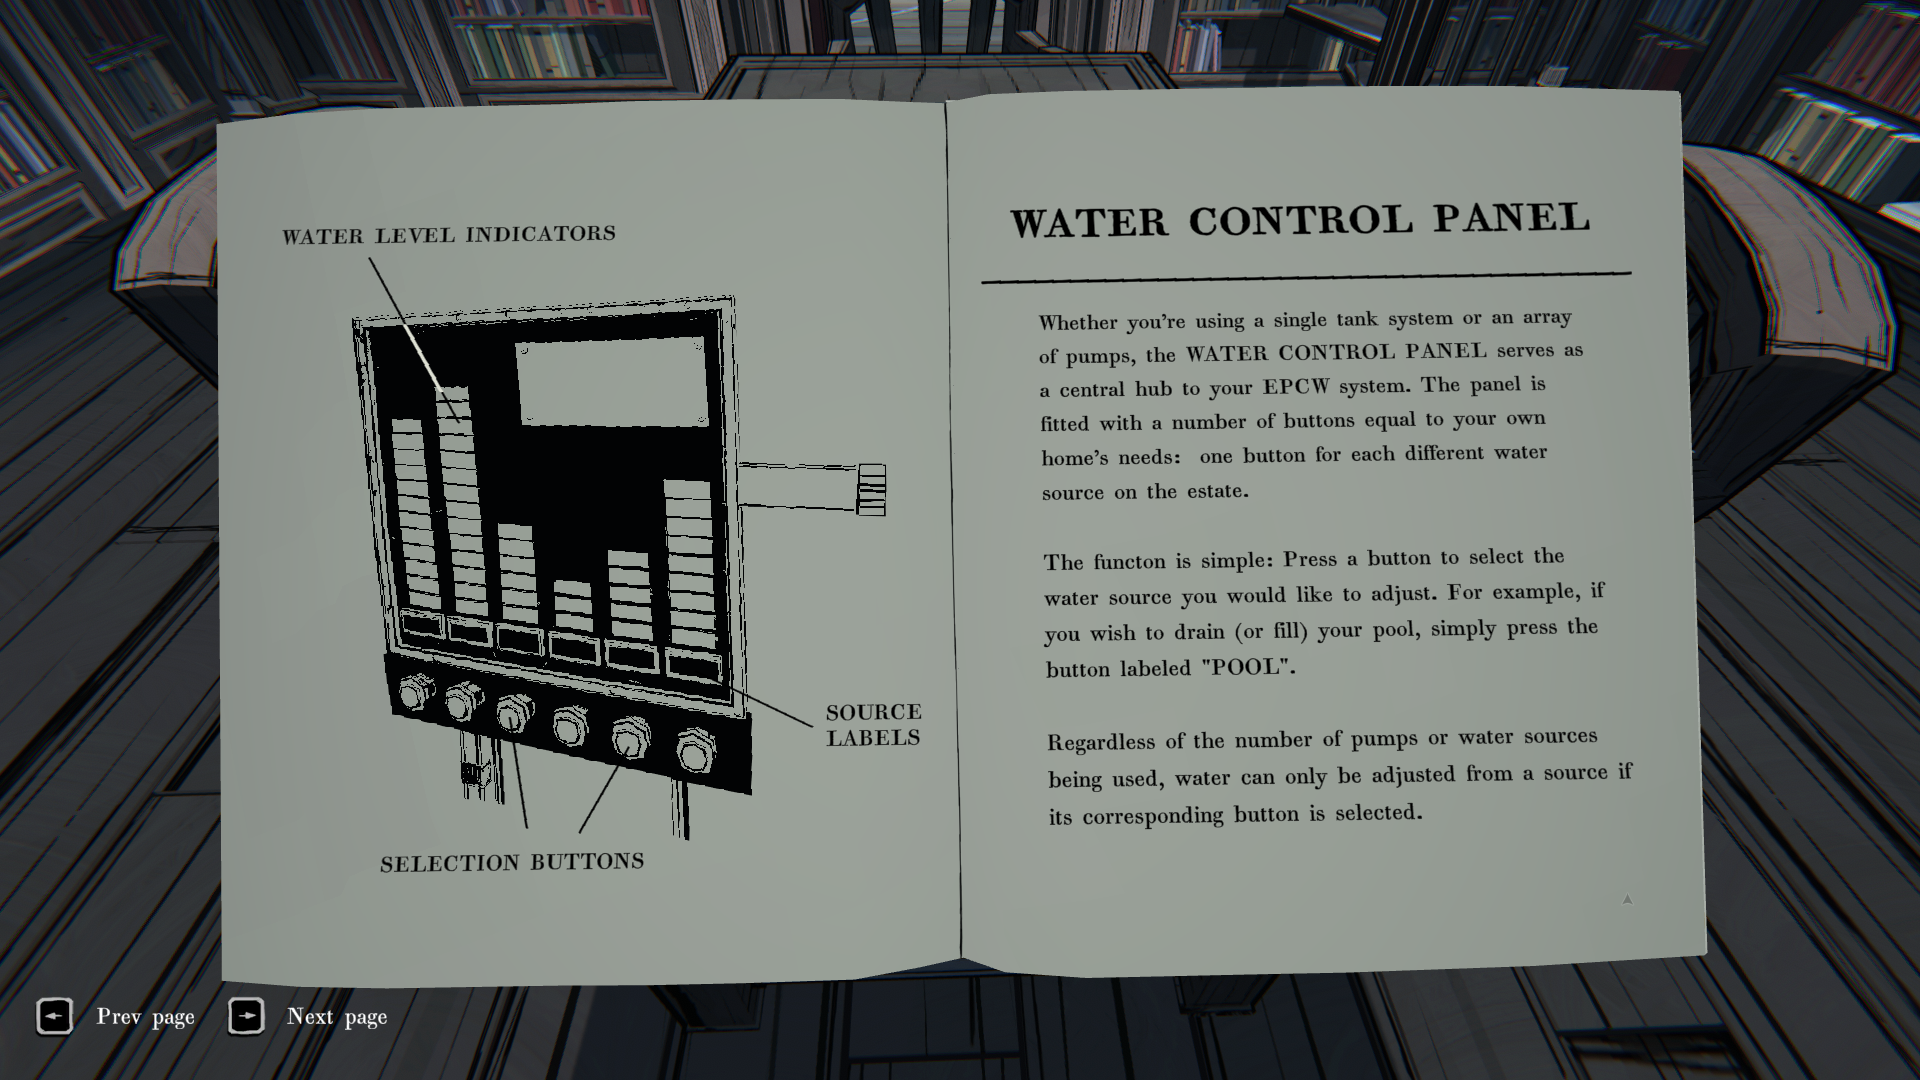 WATER LEVEL INDICATORS
SOURCE
LABELS
SELECTION BUTTONS
WATER CONTROL PANEL
Whether you're using a single tank system or an array
of pumps, the WATER CONTROL PANEL serves as
a central hub to your EPCW system. The panel is
fitted with a number of buttons equal to your own
home's needs: one button for each different water
source on the estate.
The functon is simple: Press a button to select the
water source you would like to adjust. For example, if
you wish to drain (or fill) your pool, simply press the
button labeled "POOL".
Regardless of the number of pumps or water sources
being used, water can only be adjusted from a source if
its corresponding button is selected.
Prev page
Next page